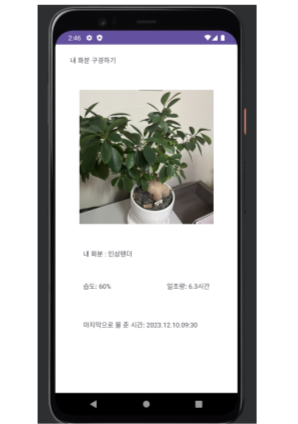 2:46
내 화분 구경하기
내 화분 : 인삼팬더
습도: 60%
일조량: 6.3시간
마지막으로 물 준 시간: 2023.12.10.09:30